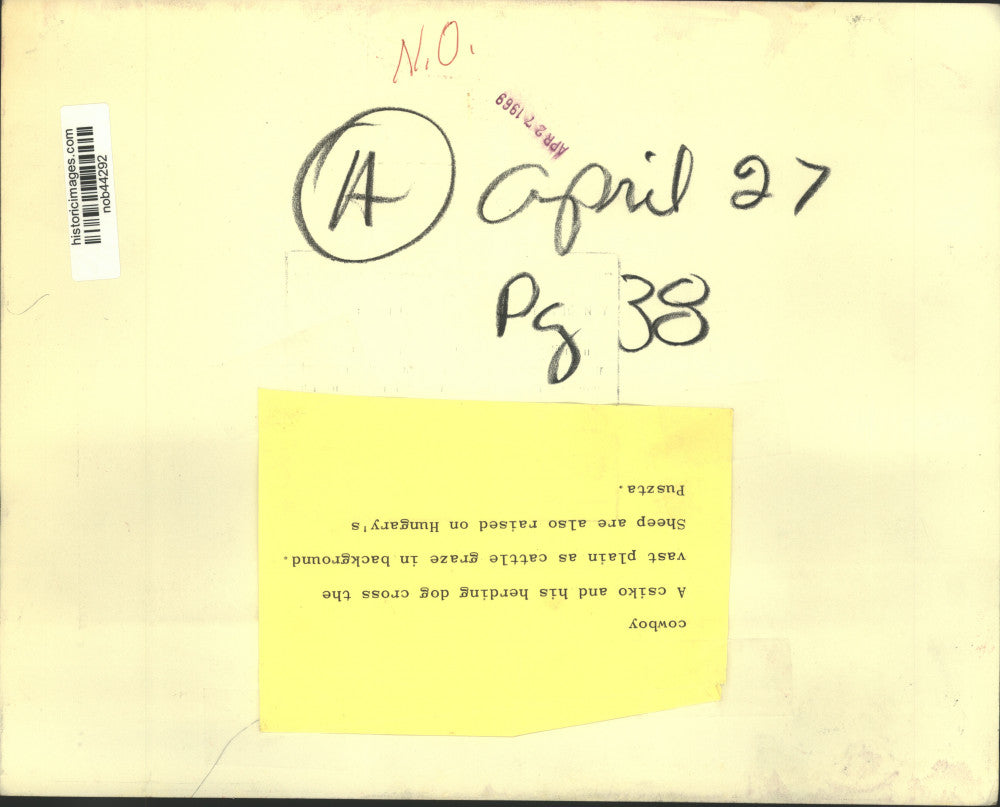 N.O.
APR 27 1969
A april 27
Pg 38
historicimages.com
nob44292
cowboy
A csiko and his herding dog cross the
vast plain as cattle graze in background.
Sheep are also raised on Hungary's
Puszta.